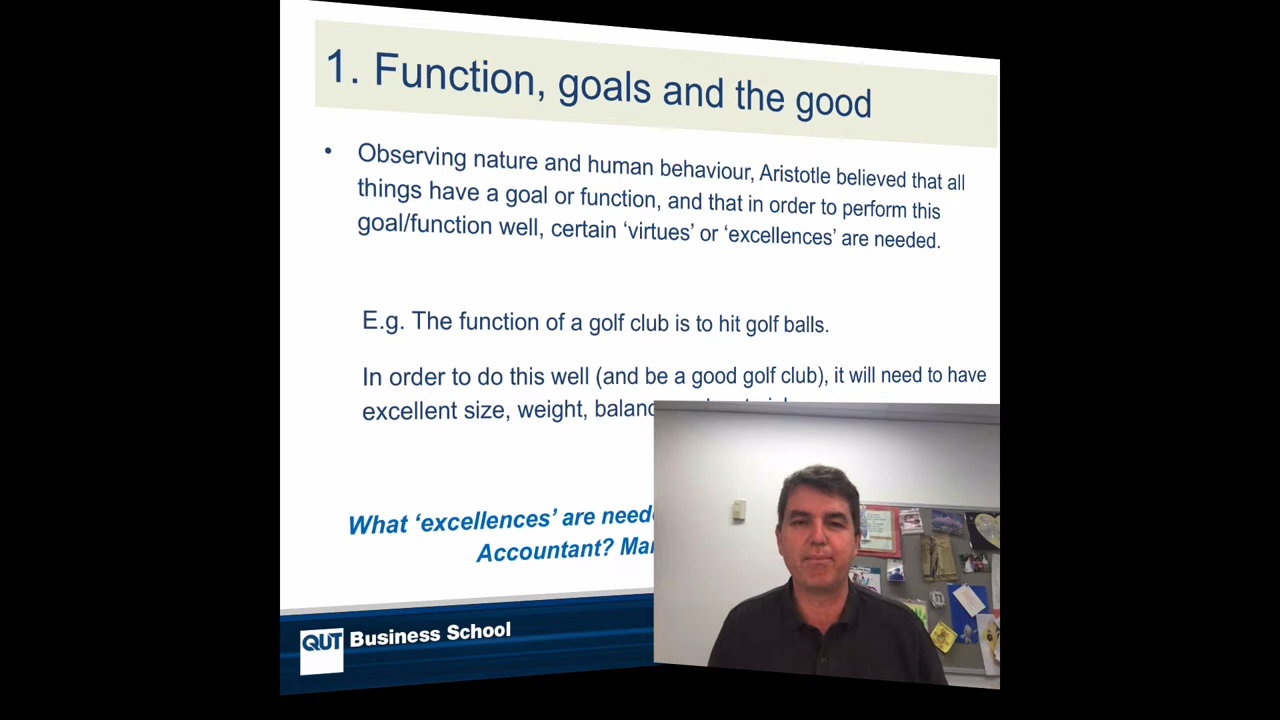 1. Function, goals and the good
• Observing nature and human behaviour, Aristotle believed that all
things have a goal or function, and that in order to perform this
goal/function well, certain ‘virtues’ or ‘excellences’ are needed.
E.g. The function of a golf club is to hit golf balls.
In order to do this well (and be a good golf club), it will need to have
excellent size, weight,
What ‘excellences’ are
Accountant?
QUT Business School